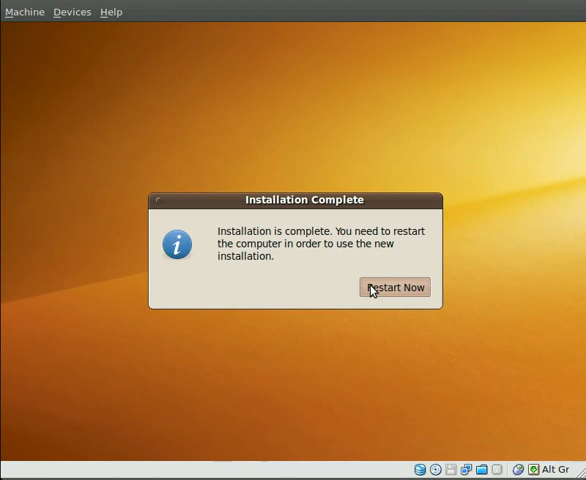 Machine Devices Help
Installation Complete
Installation is complete. You need to restart
the computer in order to use the new
installation.
Restart Now
Alt Gr